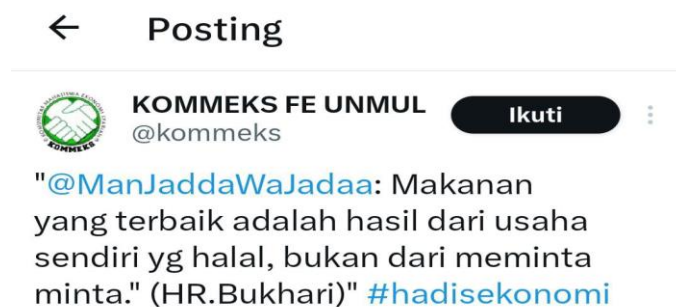 Posting
KOMMEKS FE UNMUL
Ikuti
@kommeks
"@ManJaddaWaJadaa: Makanan
yang terbaik adalah hasil dari usaha
sendiri yg halal, bukan dari meminta
minta." (HR.Bukhari)" #hadisekonomi
KOMMEKS